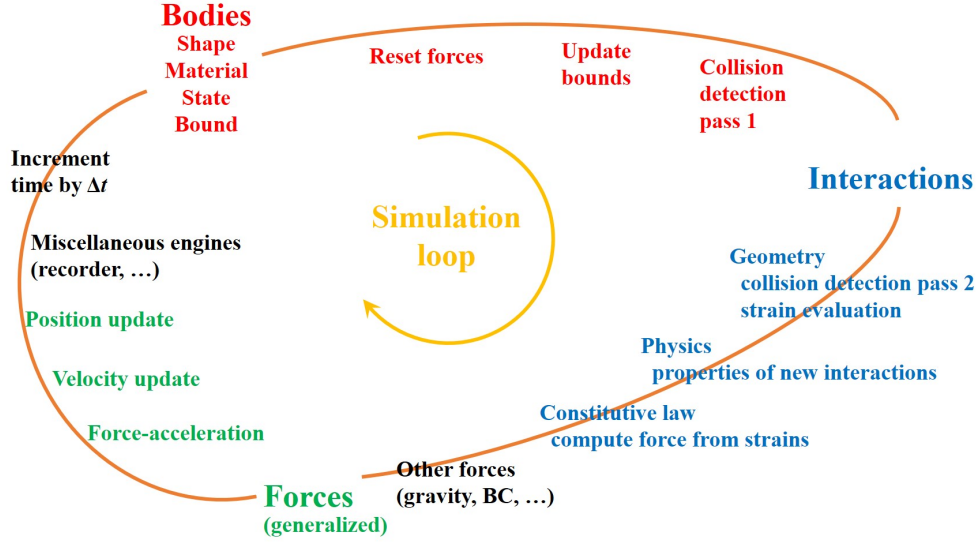 Bodies
Shape
Material
State
Bound
Reset forces
Update
bounds
Collision
detection
pass 1
Interactions
Geometry
collision detection pass 2
strain evaluation
Physics
properties of new interactions
Constitutive law
compute force from strains
Other forces
(gravity, BC, …)
Forces
(generalized)
Force-acceleration
Velocity update
Position update
Miscellaneous engines
(recorder, …)
Increment
time by Δt
Simulation
loop